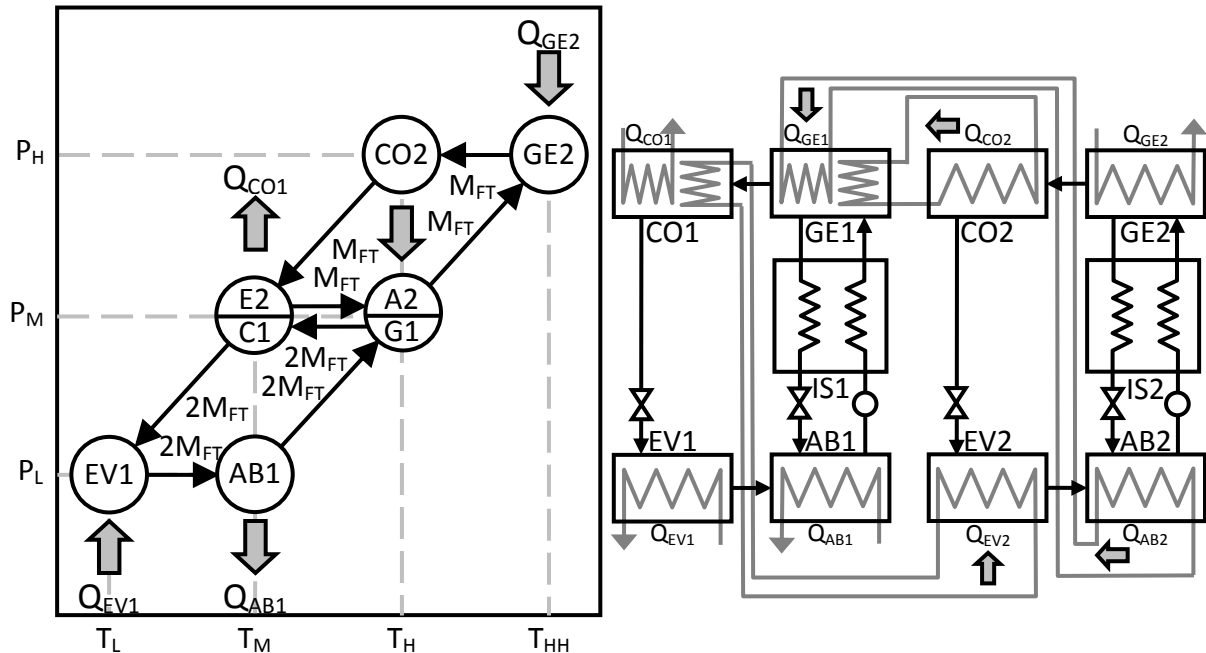 Q_GE2
P_H
CO2
GE2
M_FT
Q_CO1
M_FT
M_FT
M_FT
P_M
E2
A2
C1
G1
2M_FT
2M_FT
2M_FT
2M_FT
P_L
EV1
AB1
Q_EV1
Q_AB1
T_L
T_M
T_H
T_HH
Q_CO1
Q_GE1
Q_CO2
Q_GE2
CO1
GE1
CO2
GE2
IS1
IS2
EV1
AB1
EV2
AB2
Q_EV1
Q_AB1
Q_EV2
Q_AB2